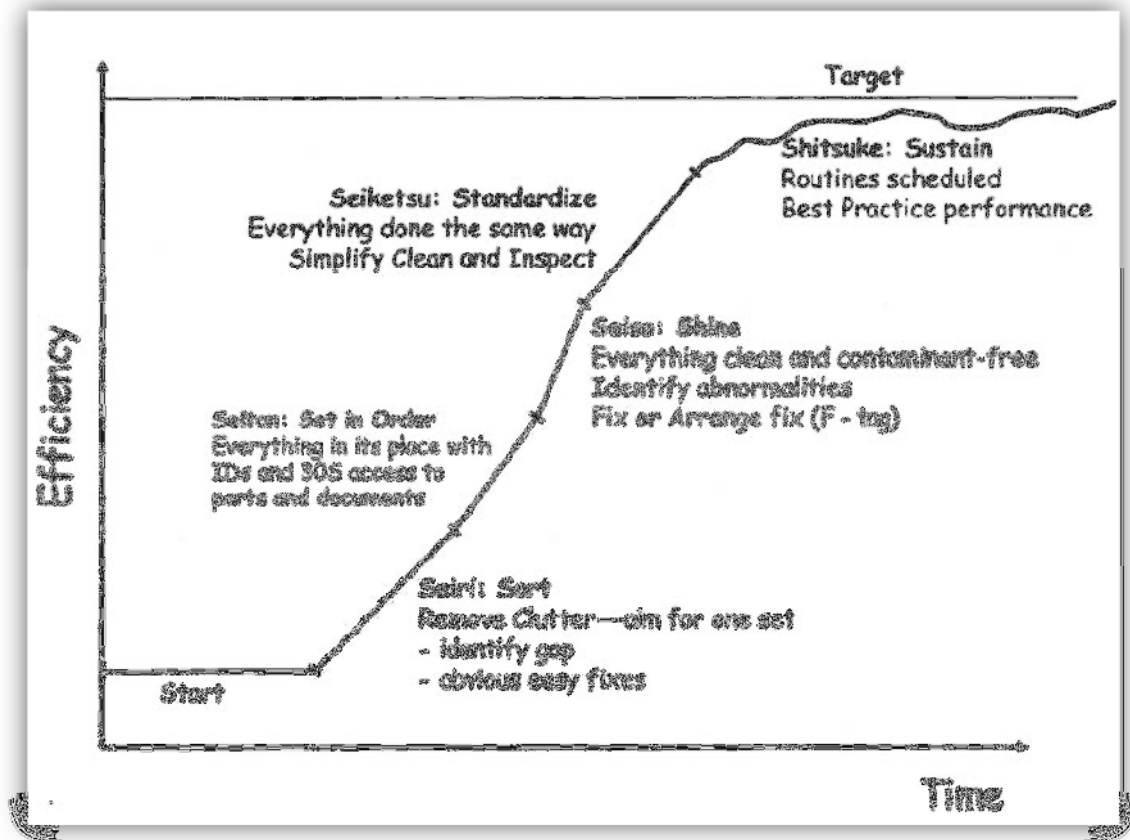 Target
Shitsuke: Sustain
Routines scheduled
Best Practice performance
Seiketsu: Standardize
Everything done the same way
Simplify Clean and Inspect
Seiso: Shine
Everything clean and contaminant-free
Identify abnormalities
Fix or Arrange fix (F - tag)
Seiton: Set in Order
Everything in its place with
IDs and 30S access to
parts and documents
Seiri: Sort
Remove Clutter—aim for one set
- identify gap
- obvious easy fixes
Start
Efficiency
Time